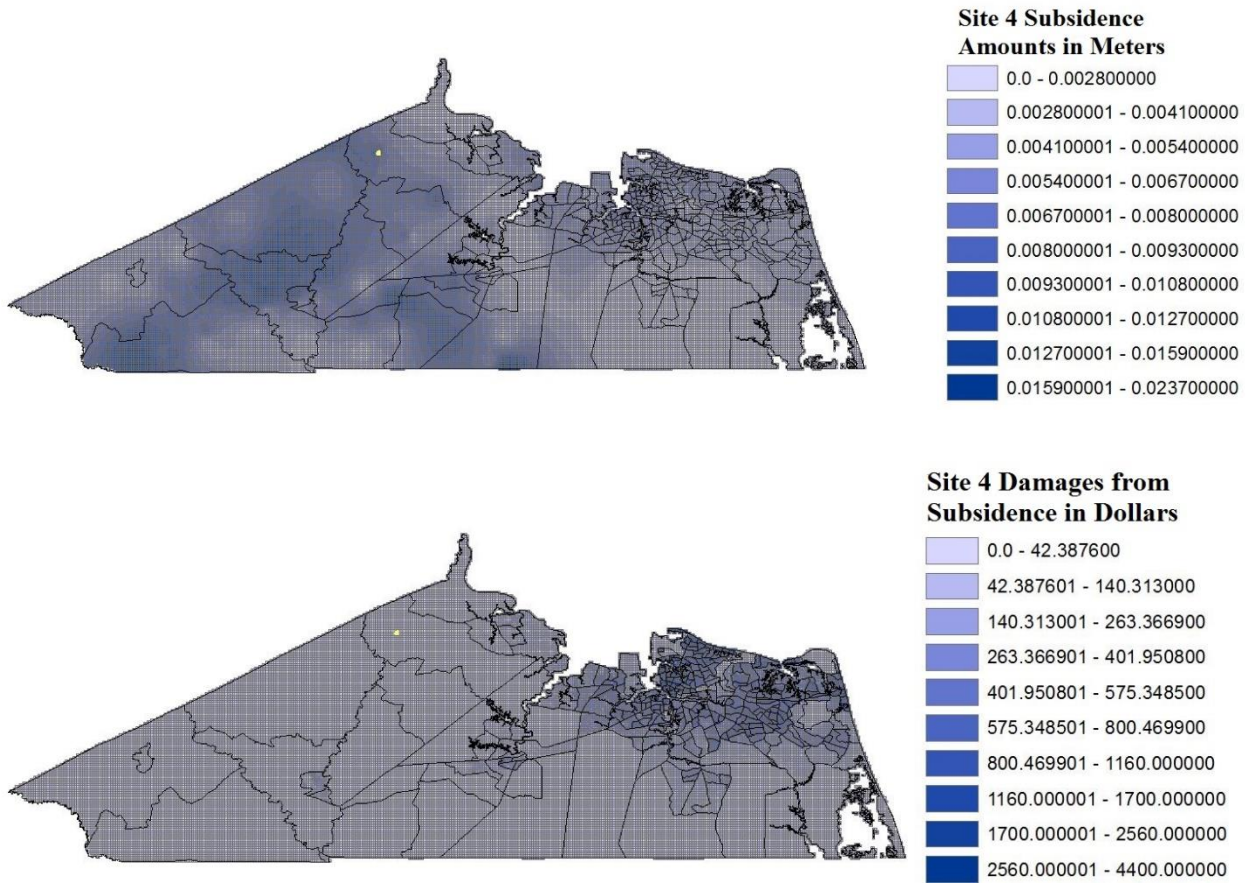 Site 4 Subsidence
Amounts in Meters
0.0 - 0.002800000
0.002800001 - 0.004100000
0.004100001 - 0.005400000
0.005400001 - 0.006700000
0.006700001 - 0.008000000
0.008000001 - 0.009300000
0.009300001 - 0.010800000
0.010800001 - 0.012700000
0.012700001 - 0.015900000
0.015900001 - 0.023700000
Site 4 Damages from
Subsidence in Dollars
0.0 - 42.387600
42.387601 - 140.313000
140.313001 - 263.366900
263.366901 - 401.950800
401.950801 - 575.348500
575.348501 - 800.469900
800.469901 - 1160.000000
1160.000001 - 1700.000000
1700.000001 - 2560.000000
2560.000001 - 4400.000000